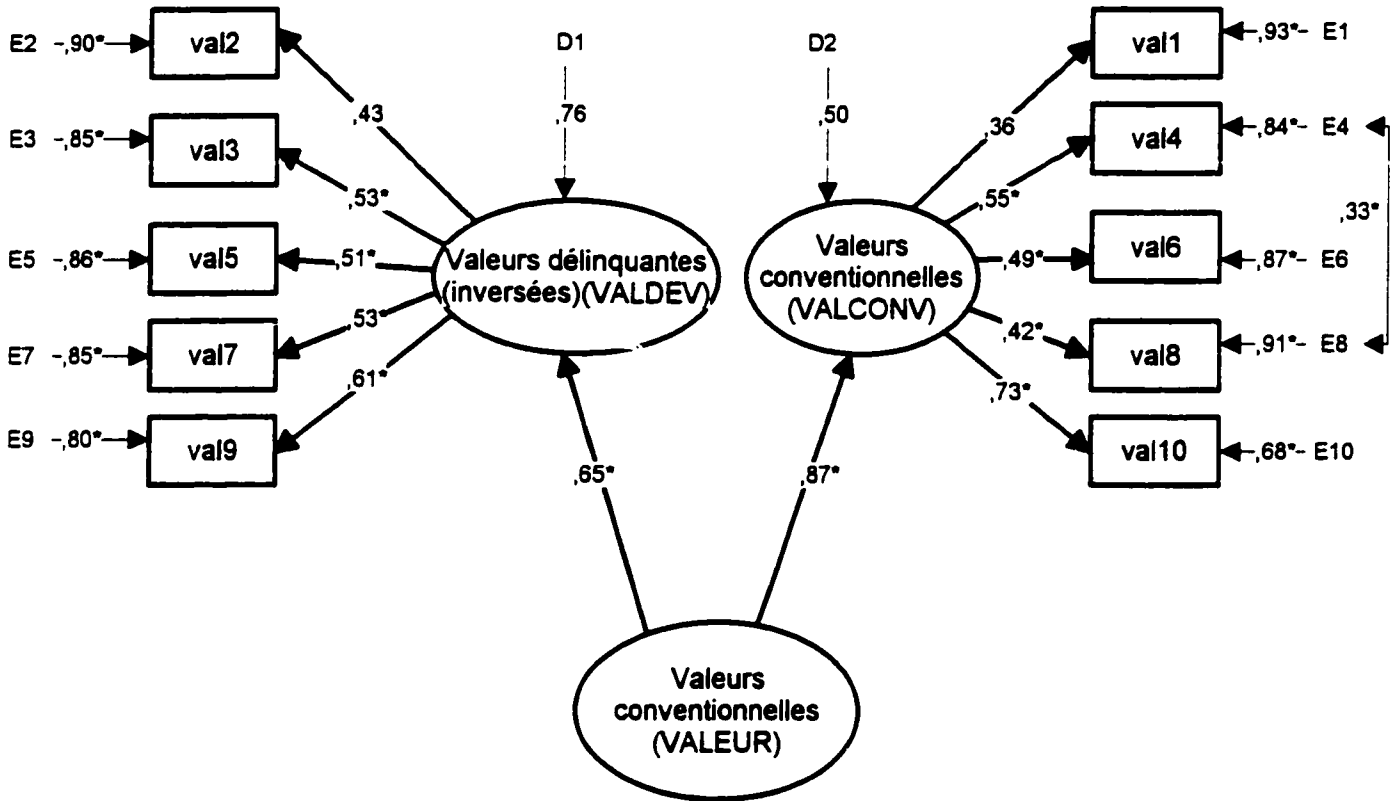 E2 -,90* val2
D1
D2
val1 ,93*- E1
,43
,76
,50
,36
E3 -,85* val3
val4 ,84*- E4
,53*
,55*
,33*
E5 -,86* val5
,51*
Valeurs délinquantes
(inversées)(VALDEV)
Valeurs
conventionnelles
(VALCONV)
,49*
val6 ,87*- E6
E7 -,85* val7
,53*
,42*
val8 ,91*- E8
,61*
,73*
E9 -,80* val9
val10 ,68*- E10
,65*
,87*
Valeurs
conventionnelles
(VALEUR)